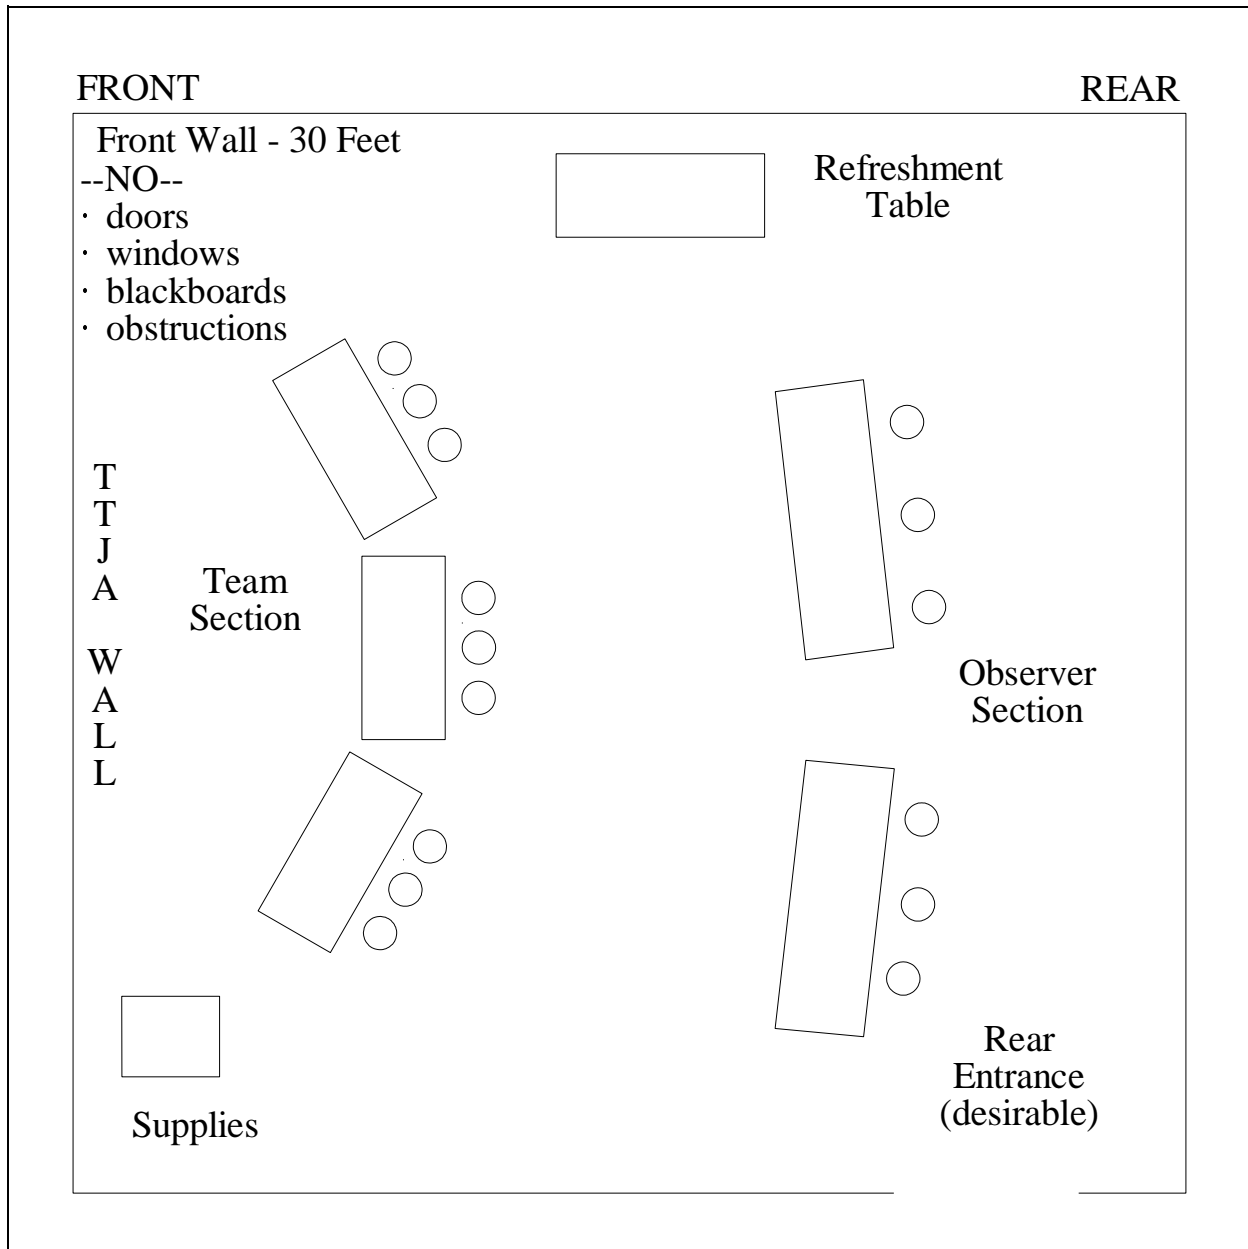 FRONT
REAR
Front Wall - 30 Feet
--NO--
· doors
· windows
· blackboards
· obstructions
Refreshment
Table
T
T
J
A
W
A
L
L
Team
Section
Observer
Section
Rear
Entrance
(desirable)
Supplies